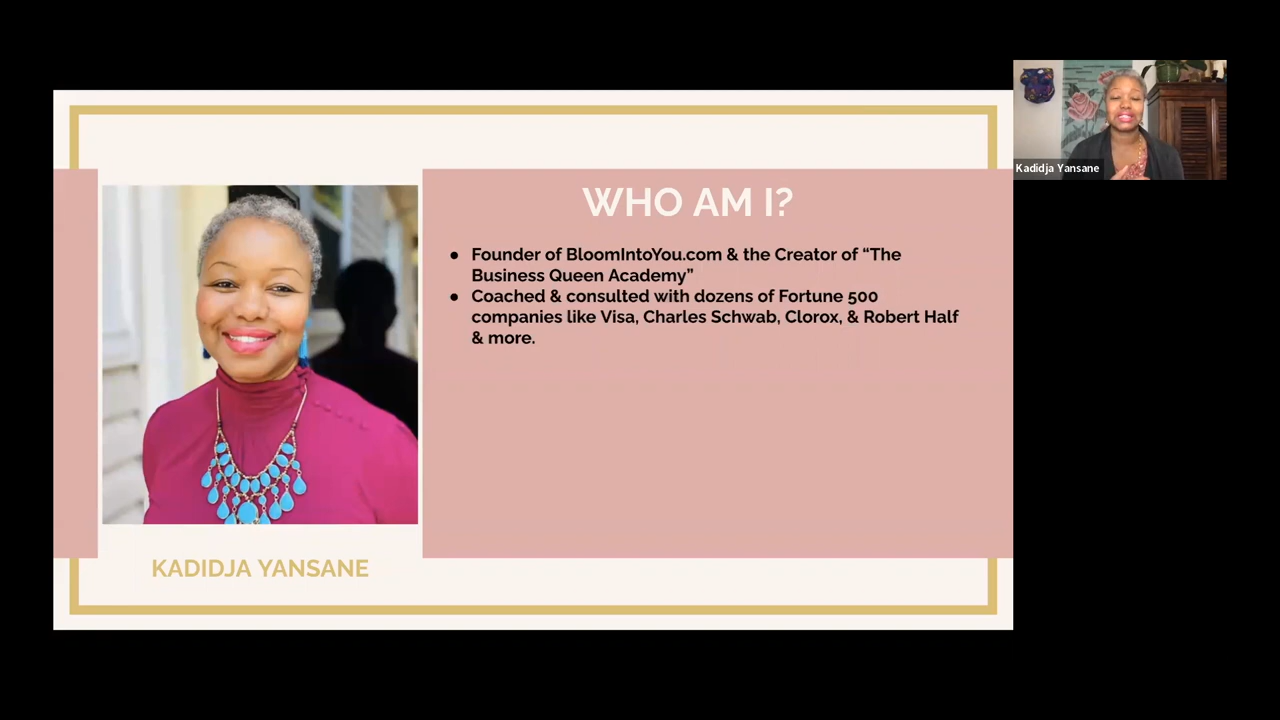 WHO AM I?
● Founder of BloomIntoYou.com & the Creator of “The
Business Queen Academy”
● Coached & consulted with dozens of Fortune 500
companies like Visa, Charles Schwab, Clorox, & Robert Half
& more.
KADIDJA YANSANE
Kadidja Yansane